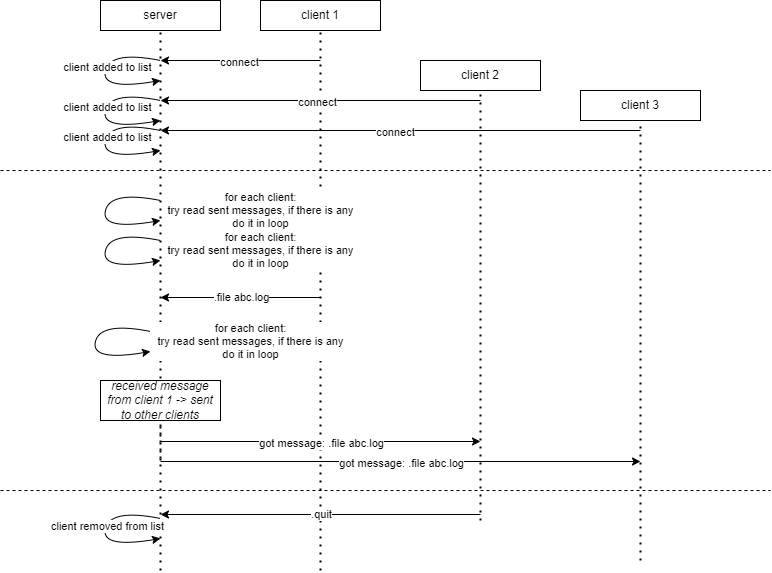 server
client 1
connect
client added to list
client 2
connect
client added to list
client 3
connect
client added to list
for each client:
try read sent messages, if there is any
do it in loop
for each client:
try read sent messages, if there is any
do it in loop
.file abc.log
for each client:
try read sent messages, if there is any
do it in loop
received message
from client 1 -> sent
to other clients
got message: .file abc.log
got message: .file abc.log
.quit
client removed from list